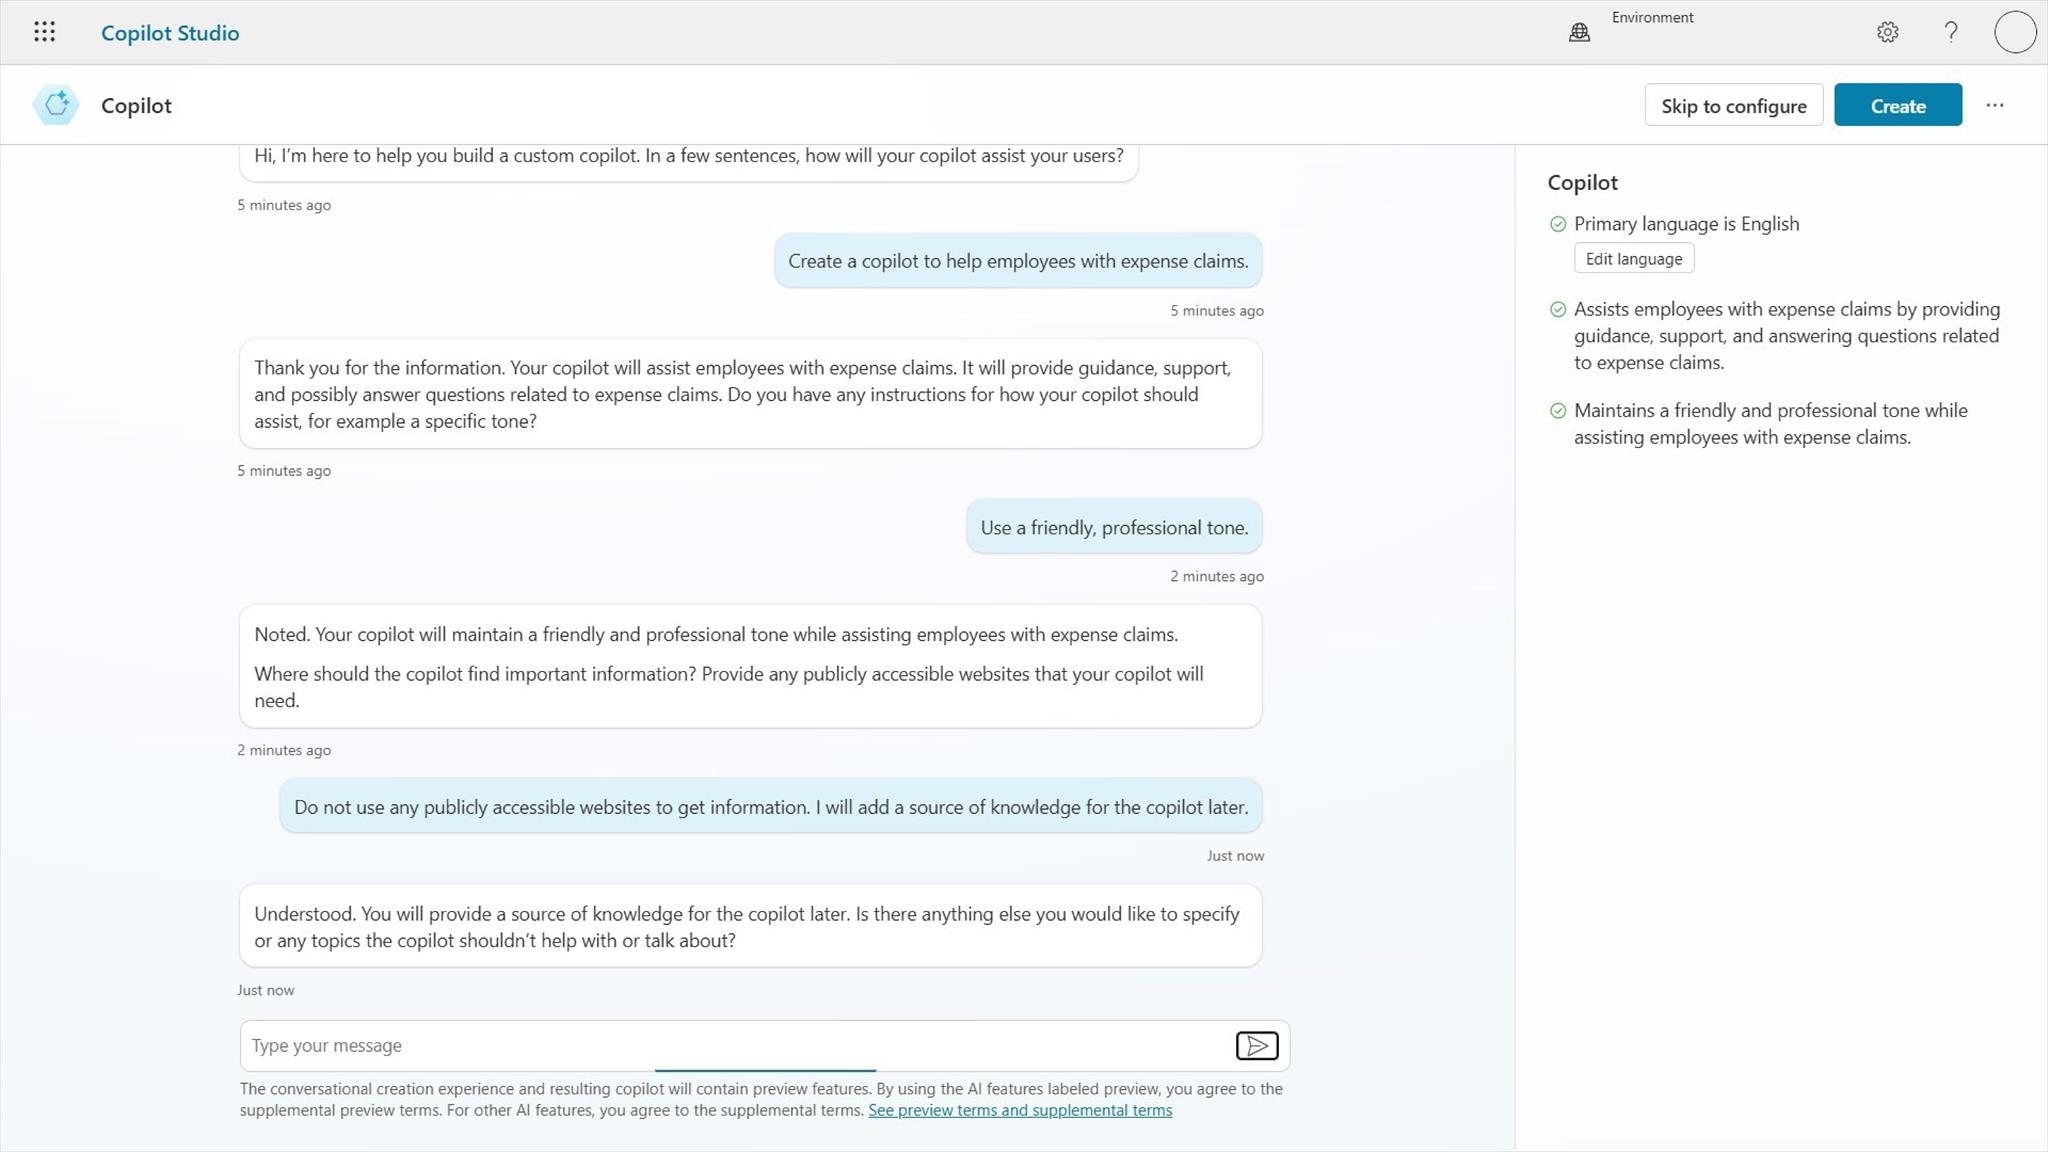 Copilot Studio
Environment
Copilot
Skip to configure
Create
Hi, I’m here to help you build a custom copilot. In a few sentences, how will your copilot assist your users?
5 minutes ago
Create a copilot to help employees with expense claims.
5 minutes ago
Thank you for the information. Your copilot will assist employees with expense claims. It will provide guidance, support,
and possibly answer questions related to expense claims. Do you have any instructions for how your copilot should
assist, for example a specific tone?
5 minutes ago
Use a friendly, professional tone.
2 minutes ago
Noted. Your copilot will maintain a friendly and professional tone while assisting employees with expense claims.
Where should the copilot find important information? Provide any publicly accessible websites that your copilot will
need.
2 minutes ago
Do not use any publicly accessible websites to get information. I will add a source of knowledge for the copilot later.
Just now
Understood. You will provide a source of knowledge for the copilot later. Is there anything else you would like to specify
or any topics the copilot shouldn’t help with or talk about?
Just now
Type your message
The conversational creation experience and resulting copilot will contain preview features. By using the AI features labeled preview, you agree to the
supplemental preview terms. For other AI features, you agree to the supplemental terms. See preview terms and supplemental terms
Copilot
Primary language is English
Edit language
Assists employees with expense claims by providing
guidance, support, and answering questions related
to expense claims.
Maintains a friendly and professional tone while
assisting employees with expense claims.